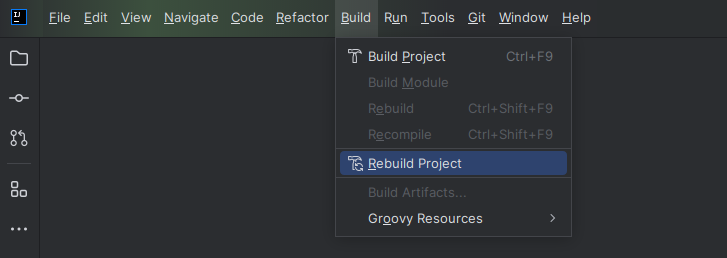 IJ File Edit View Navigate Code Refactor Build Run Tools Git Window Help
Build Project Ctrl+F9
Build Module
Rebuild Ctrl+Shift+F9
Recompile Ctrl+Shift+F9
Rebuild Project
Build Artifacts...
Groovy Resources